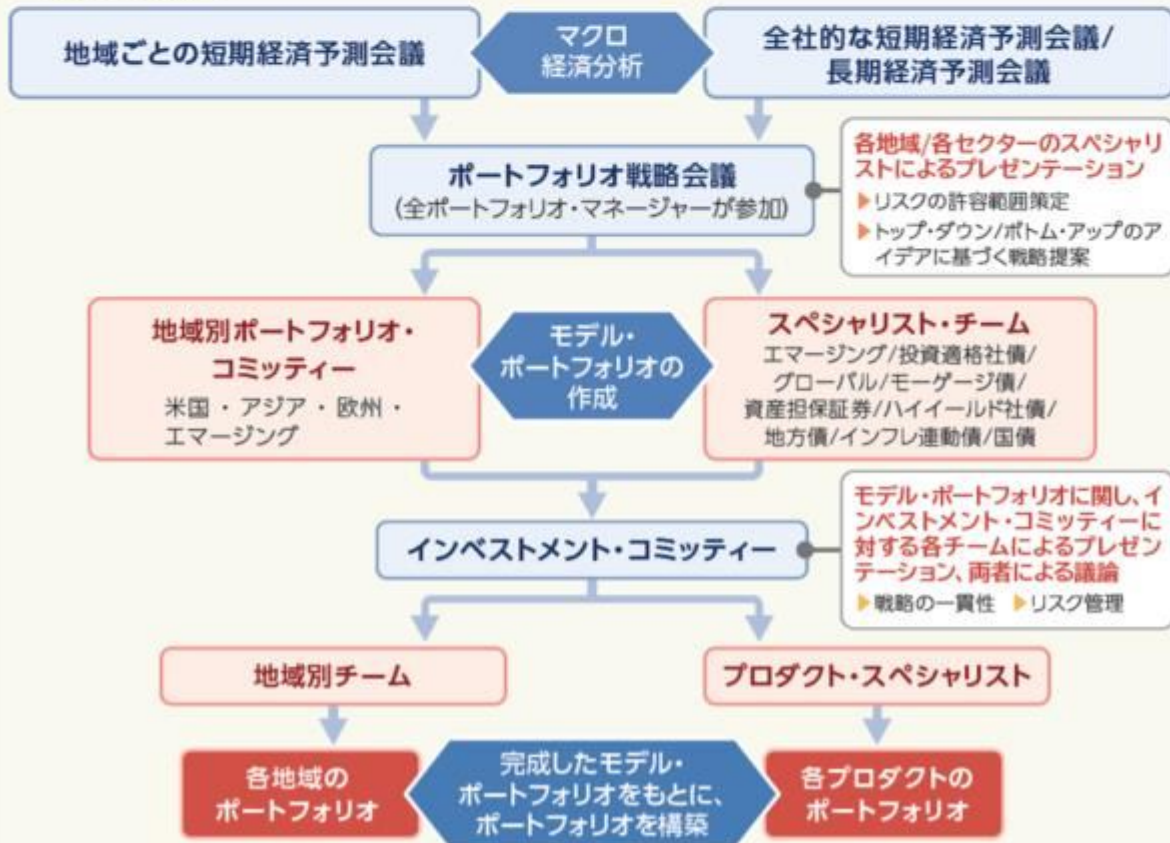 地域ごとの短期経済予測会議
マクロ
経済分析
全社的な短期経済予測会議/
長期経済予測会議
ポートフォリオ戦略会議
(全ポートフォリオ・マネージャーが参加)
各地域/各セクターのスペシャリ
ストによるプレゼンテーション
▶リスクの許容範囲策定
▶トップ・ダウン/ボトム・アップのア
イデアに基づく戦略提案
地域別ポートフォリオ・
コミッティー
米国・アジア・欧州・
エマージング
モデル・
ポートフォリオの
作成
スペシャリスト・チーム
エマージング/投資適格社債/
グローバル/モーゲージ債/
資産担保証券/ハイイールド社債/
地方債/インフレ連動債/国債
インベストメント・コミッティー
モデル・ポートフォリオに関し、イ
ンベストメント・コミッティーに
対する各チームによるプレゼン
テーション、両者による議論
▶戦略の一貫性 ▶リスク管理
地域別チーム
プロダクト・スペシャリスト
各地域の
ポートフォリオ
完成したモデル・
ポートフォリオをもとに、
ポートフォリオを構築
各プロダクトの
ポートフォリオ